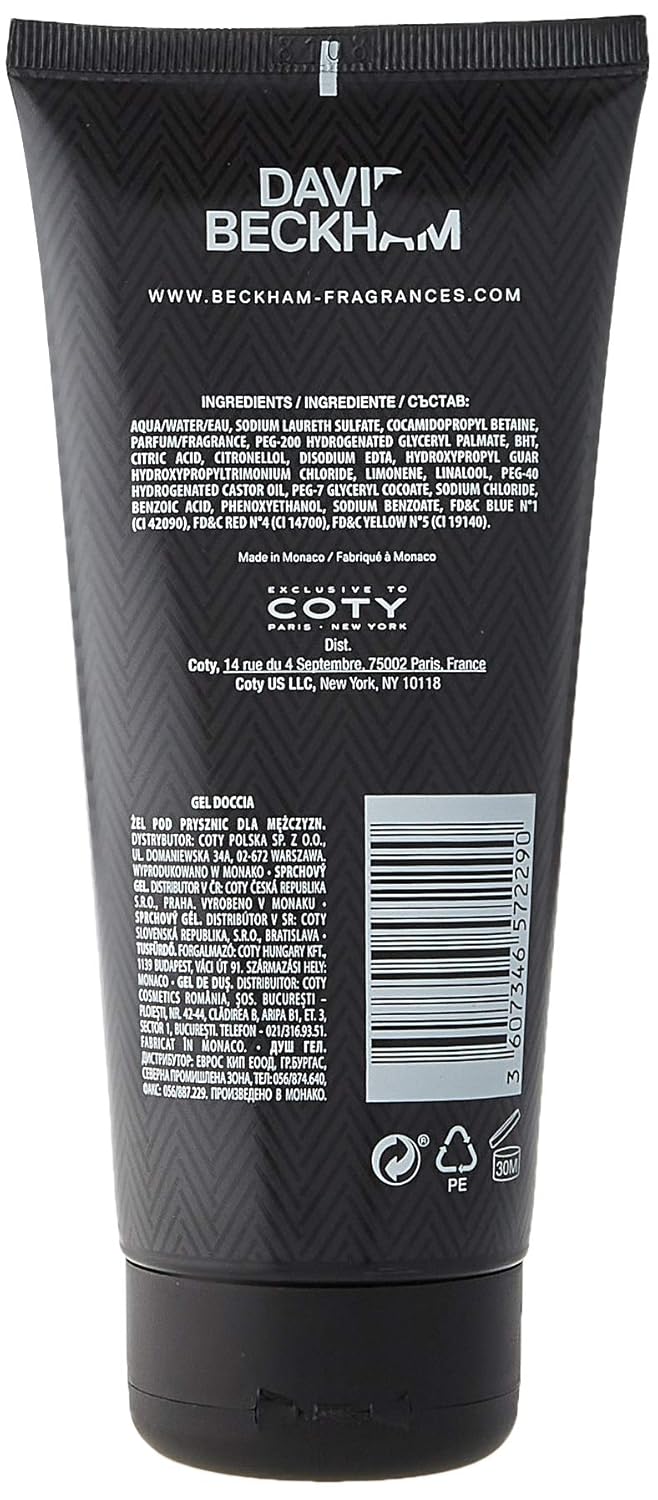 8108
DAVID
BECKHAM
WWW.BECKHAM-FRAGRANCES.COM
INGREDIENTS / INGREDIENTE / СЪСТАВ:
AQUA/WATER/EAU, SODIUM LAURETH SULFATE, COCAMIDOPROPYL BETAINE,
PARFUM/FRAGRANCE, PEG-200 HYDROGENATED GLYCERYL PALMATE, BHT,
CITRIC ACID, CITRONELLOL, DISODIUM EDTA, HYDROXYPROPYL GUAR
HYDROXYPROPYLTRIMONIUM CHLORIDE, LIMONENE, LINALOOL, PEG-40
HYDROGENATED CASTOR OIL, PEG-7 GLYCERYL COCOATE, SODIUM CHLORIDE,
BENZOIC ACID, PHENOXYETHANOL, SODIUM BENZOATE, FD&C BLUE N°1
(CI 42090), FD&C RED N°4 (CI 14700), FD&C YELLOW N°5 (CI 19140).
Made in Monaco / Fabriqué à Monaco
EXCLUSIVE TO
COTY
PARIS · NEW YORK
Dist.
Coty, 14 rue du 4 Septembre, 75002 Paris, France
Coty US LLC, New York, NY 10118
GEL DOCCIA
ŻEL POD PRYSZNIC DLA MĘŻCZYZN.
DYSTRYBUTOR: COTY POLSKA SP. Z O.O.,
UL. DOMANIEWSKA 34A, 02-672 WARSZAWA.
WYPRODUKOWANO W MONAKO • SPRCHOVÝ
GEL. DISTRIBUTOR V ČR: COTY ČESKÁ REPUBLIKA
S.R.O., PRAHA. VYROBENO V MONAKU •
SPRCHOVÝ GÉL. DISTRIBÚTOR V SR: COTY
SLOVENSKÁ REPUBLIKA, S.R.O., BRATISLAVA •
TUSFÜRDŐ. FORGALMAZÓ: COTY HUNGARY KFT.,
1139 BUDAPEST, VÁCI ÚT 91. SZÁRMAZÁSI HELY:
MONACO • GEL DE DUȘ. DISTRIBUITOR: COTY
COSMETICS ROMÂNIA, ȘOS. BUCUREȘTI –
PLOIEȘTI, NR. 42-44, CLĂDIREA B, ARIPA B1, ET. 3,
SECTOR 1, BUCUREȘTI. TELEFON - 021/316.93.51.
FABRICAT ÎN MONACO. • ДУШ ГЕЛ.
ДИСТРИБУТОР: ЕВРОС КИП ЕООД, ГР.БУРГАС,
СЕВЕРНА ПРОМИШЛЕНА ЗОНА, ТЕЛ: 056/874.640,
ФАКС: 056/887.229. ПРОИЗВЕДЕНО В МОНАКО.
3 607346 572290
®
PE
30M